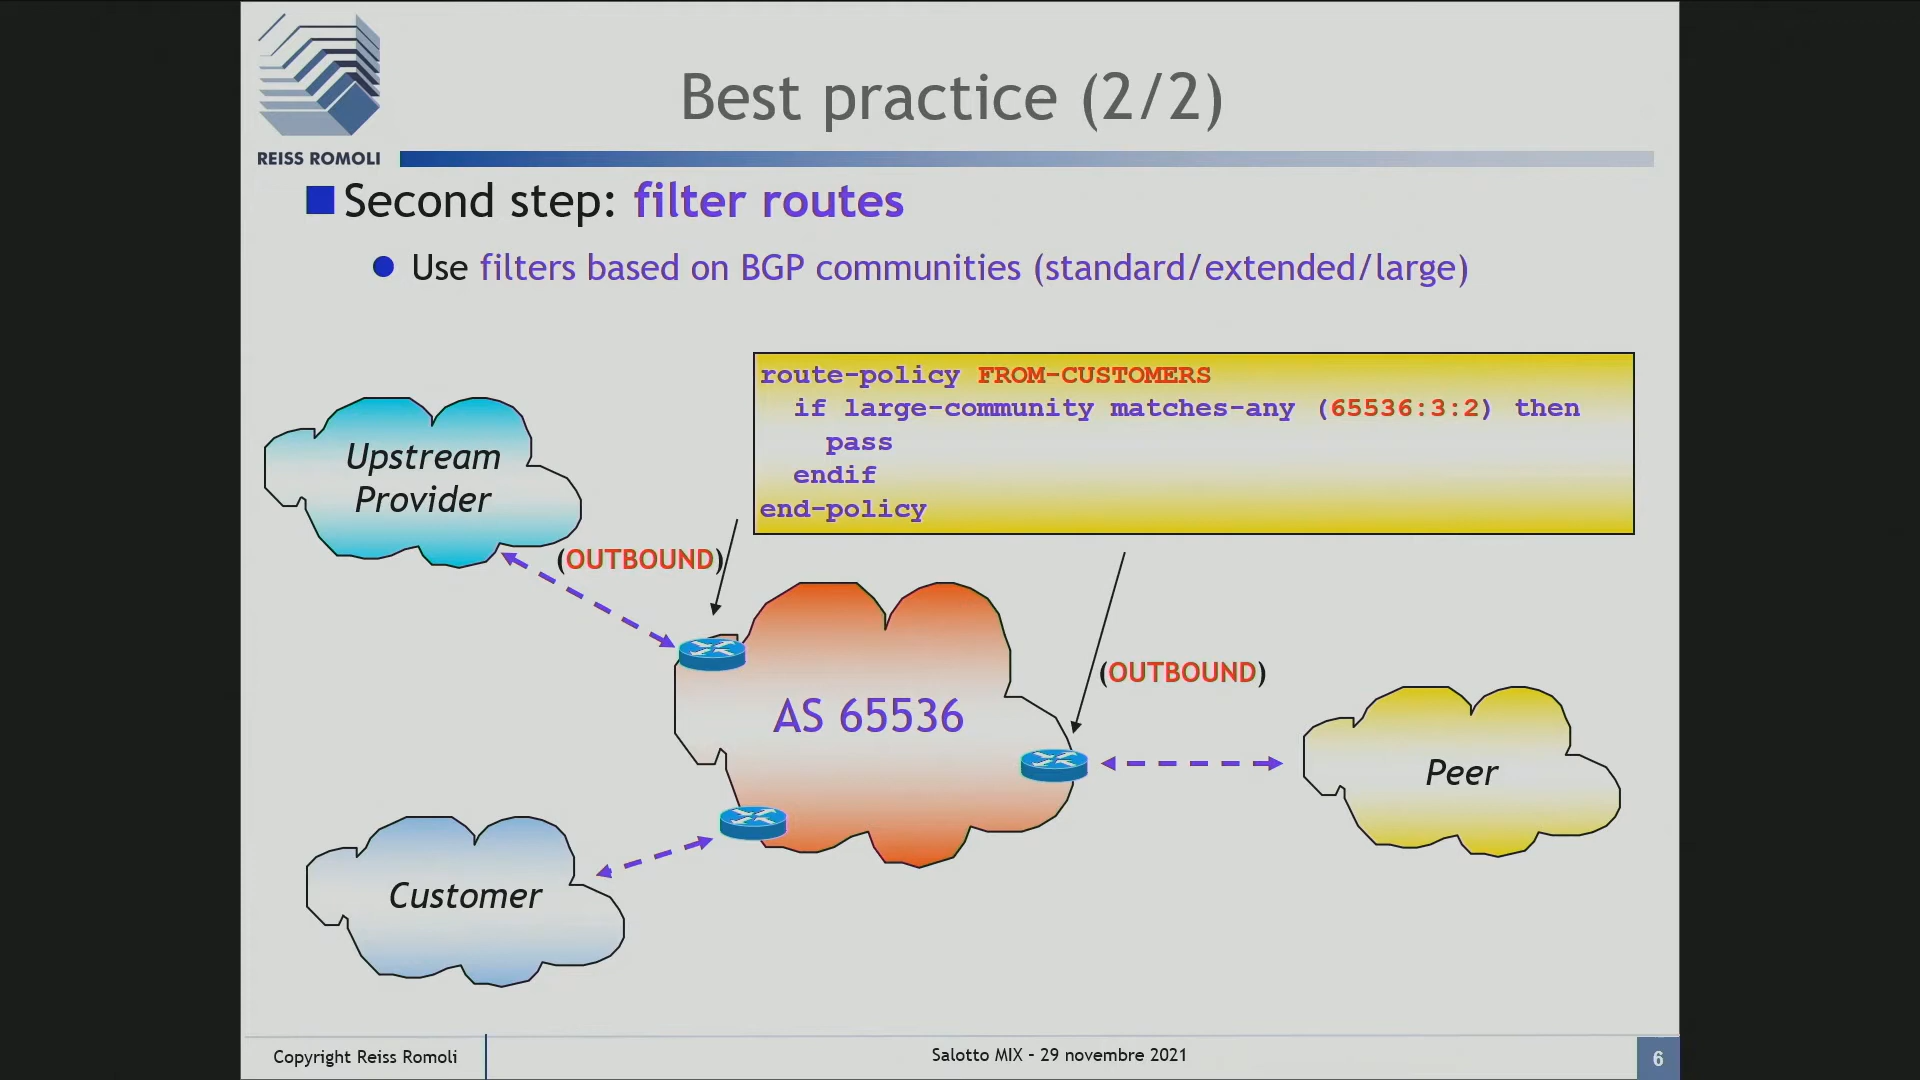 REISS ROMOLI
Best practice (2/2)
Second step: filter routes
Use filters based on BGP communities (standard/extended/large)
route-policy FROM-CUSTOMERS
if large-community matches-any (65536:3:2) then
pass
endif
end-policy
Upstream
Provider
(OUTBOUND)
(OUTBOUND)
AS 65536
Peer
Customer
Copyright Reiss Romoli
Salotto MIX - 29 novembre 2021
6